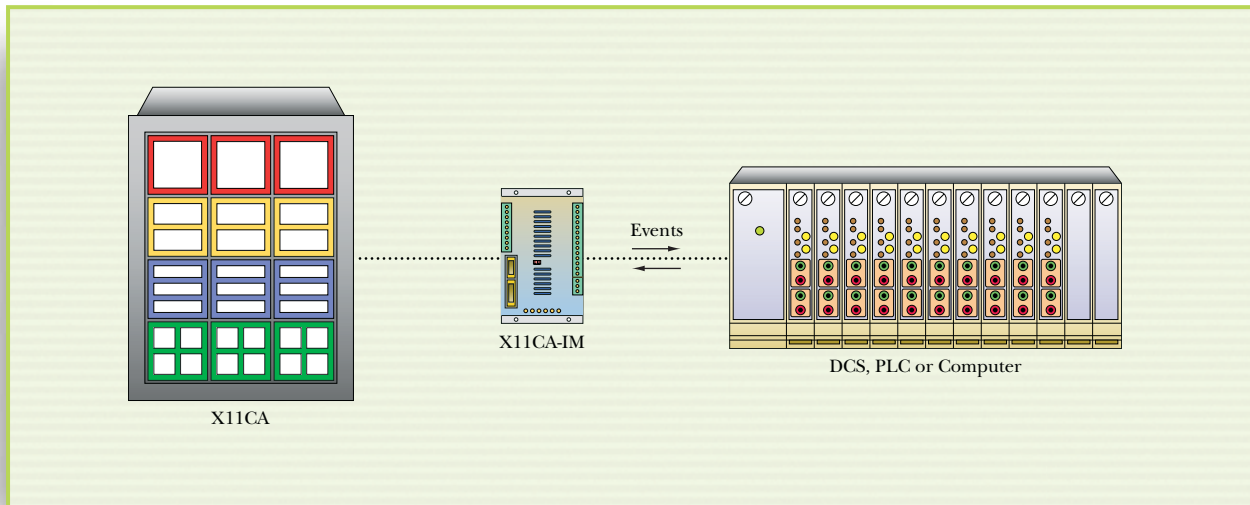 Events
X11CA-IM
DCS, PLC or Computer
X11CA